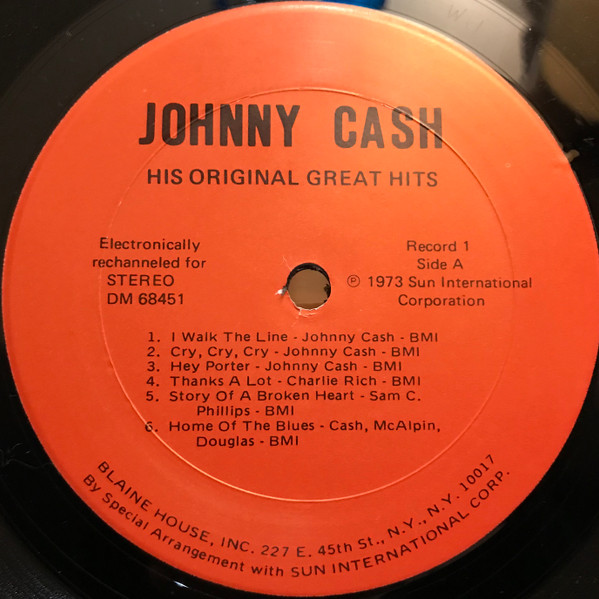 JOHNNY CASH
HIS ORIGINAL GREAT HITS
Electronically
rechanneled for
STEREO
DM 68451
Record 1
Side A
℗ 1973 Sun International
Corporation
1. I Walk The Line - Johnny Cash - BMI
2. Cry, Cry, Cry - Johnny Cash - BMI
3. Hey Porter - Johnny Cash - BMI
4. Thanks A Lot - Charlie Rich - BMI
5. Story Of A Broken Heart - Sam C.
Phillips - BMI
6. Home Of The Blues - Cash, McAlpin,
Douglas - BMI
BLAINE HOUSE, INC. 227 E. 45th St., N.Y., N.Y. 10017
By Special Arrangement with SUN INTERNATIONAL CORP.